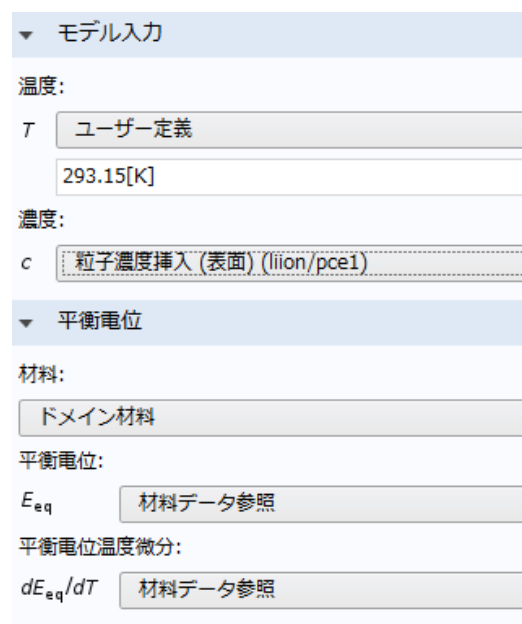 モデル入力
温度:
T ユーザー定義
293.15[K]
濃度:
c 粒子濃度挿入 (表面) (liion/pce1)
平衡電位
材料:
ドメイン材料
平衡電位:
Eeq 材料データ参照
平衡電位温度微分:
dEeq/dT 材料データ参照